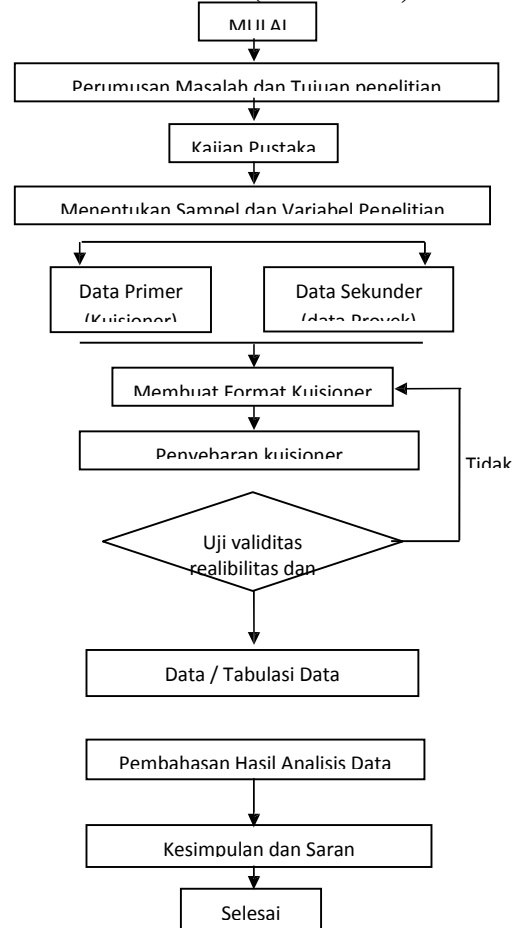 MULAI
Perumusan Masalah dan Tujuan penelitian
Kajian Pustaka
Menentukan Sampel dan Variabel Penelitian
Data Primer
(Kuisioner)
Data Sekunder
(data Proyek)
Membuat Format Kuisioner
Penyebaran kuisioner
Tidak
Uji validitas
realibilitas dan
Data / Tabulasi Data
Pembahasan Hasil Analisis Data
Kesimpulan dan Saran
Selesai